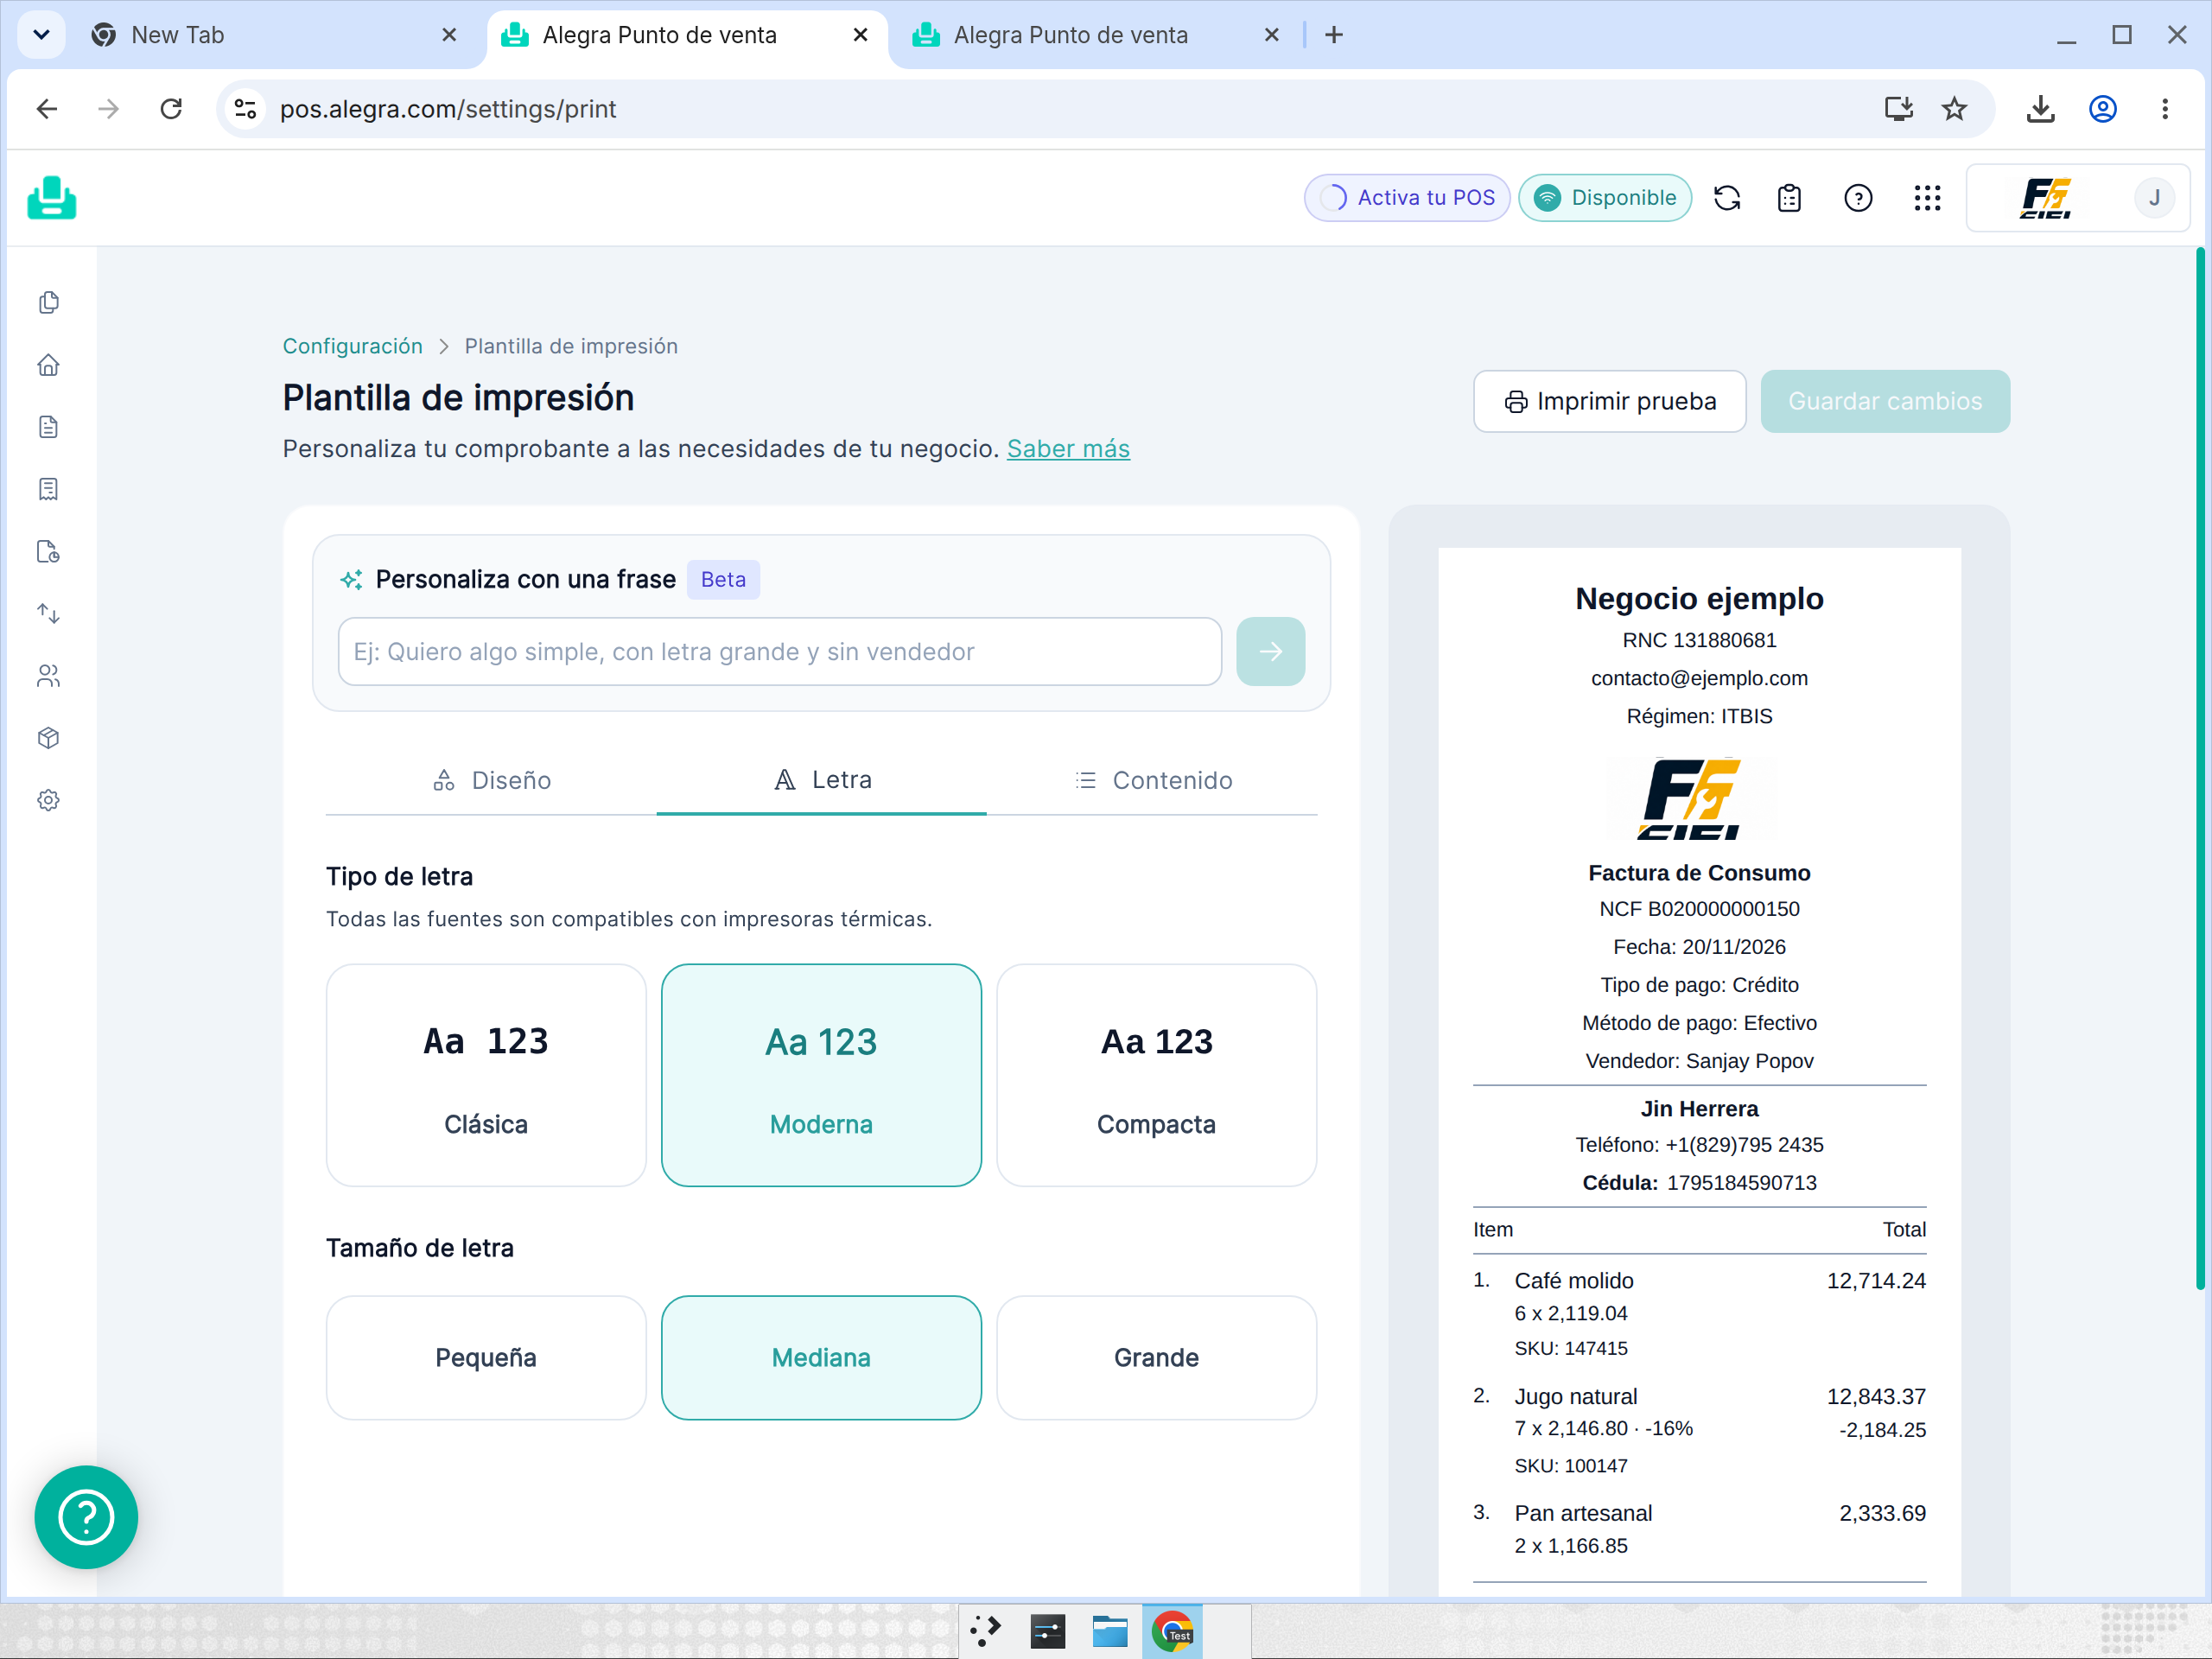 New Tab
Alegra Punto de venta
Alegra Punto de venta
pos.alegra.com/settings/print
Activa tu POS
Disponible
J
Configuración > Plantilla de impresión
Plantilla de impresión
Personaliza tu comprobante a las necesidades de tu negocio. Saber más
Imprimir prueba
Guardar cambios
Personaliza con una frase
Beta
Ej: Quiero algo simple, con letra grande y sin vendedor
Diseño
Letra
Contenido
Tipo de letra
Todas las fuentes son compatibles con impresoras térmicas.
Aa 123
Clásica
Aa 123
Moderna
Aa 123
Compacta
Tamaño de letra
Pequeña
Mediana
Grande
Negocio ejemplo
RNC 131880681
contacto@ejemplo.com
Régimen: ITBIS
Factura de Consumo
NCF B020000000150
Fecha: 20/11/2026
Tipo de pago: Crédito
Método de pago: Efectivo
Vendedor: Sanjay Popov
Jin Herrera
Teléfono: +1(829)795 2435
Cédula: 1795184590713
Item Total
1. Café molido 12,714.24
6 x 2,119.04
SKU: 147415
2. Jugo natural 12,843.37
7 x 2,146.80 · -16% -2,184.25
SKU: 100147
3. Pan artesanal 2,333.69
2 x 1,166.85
Test